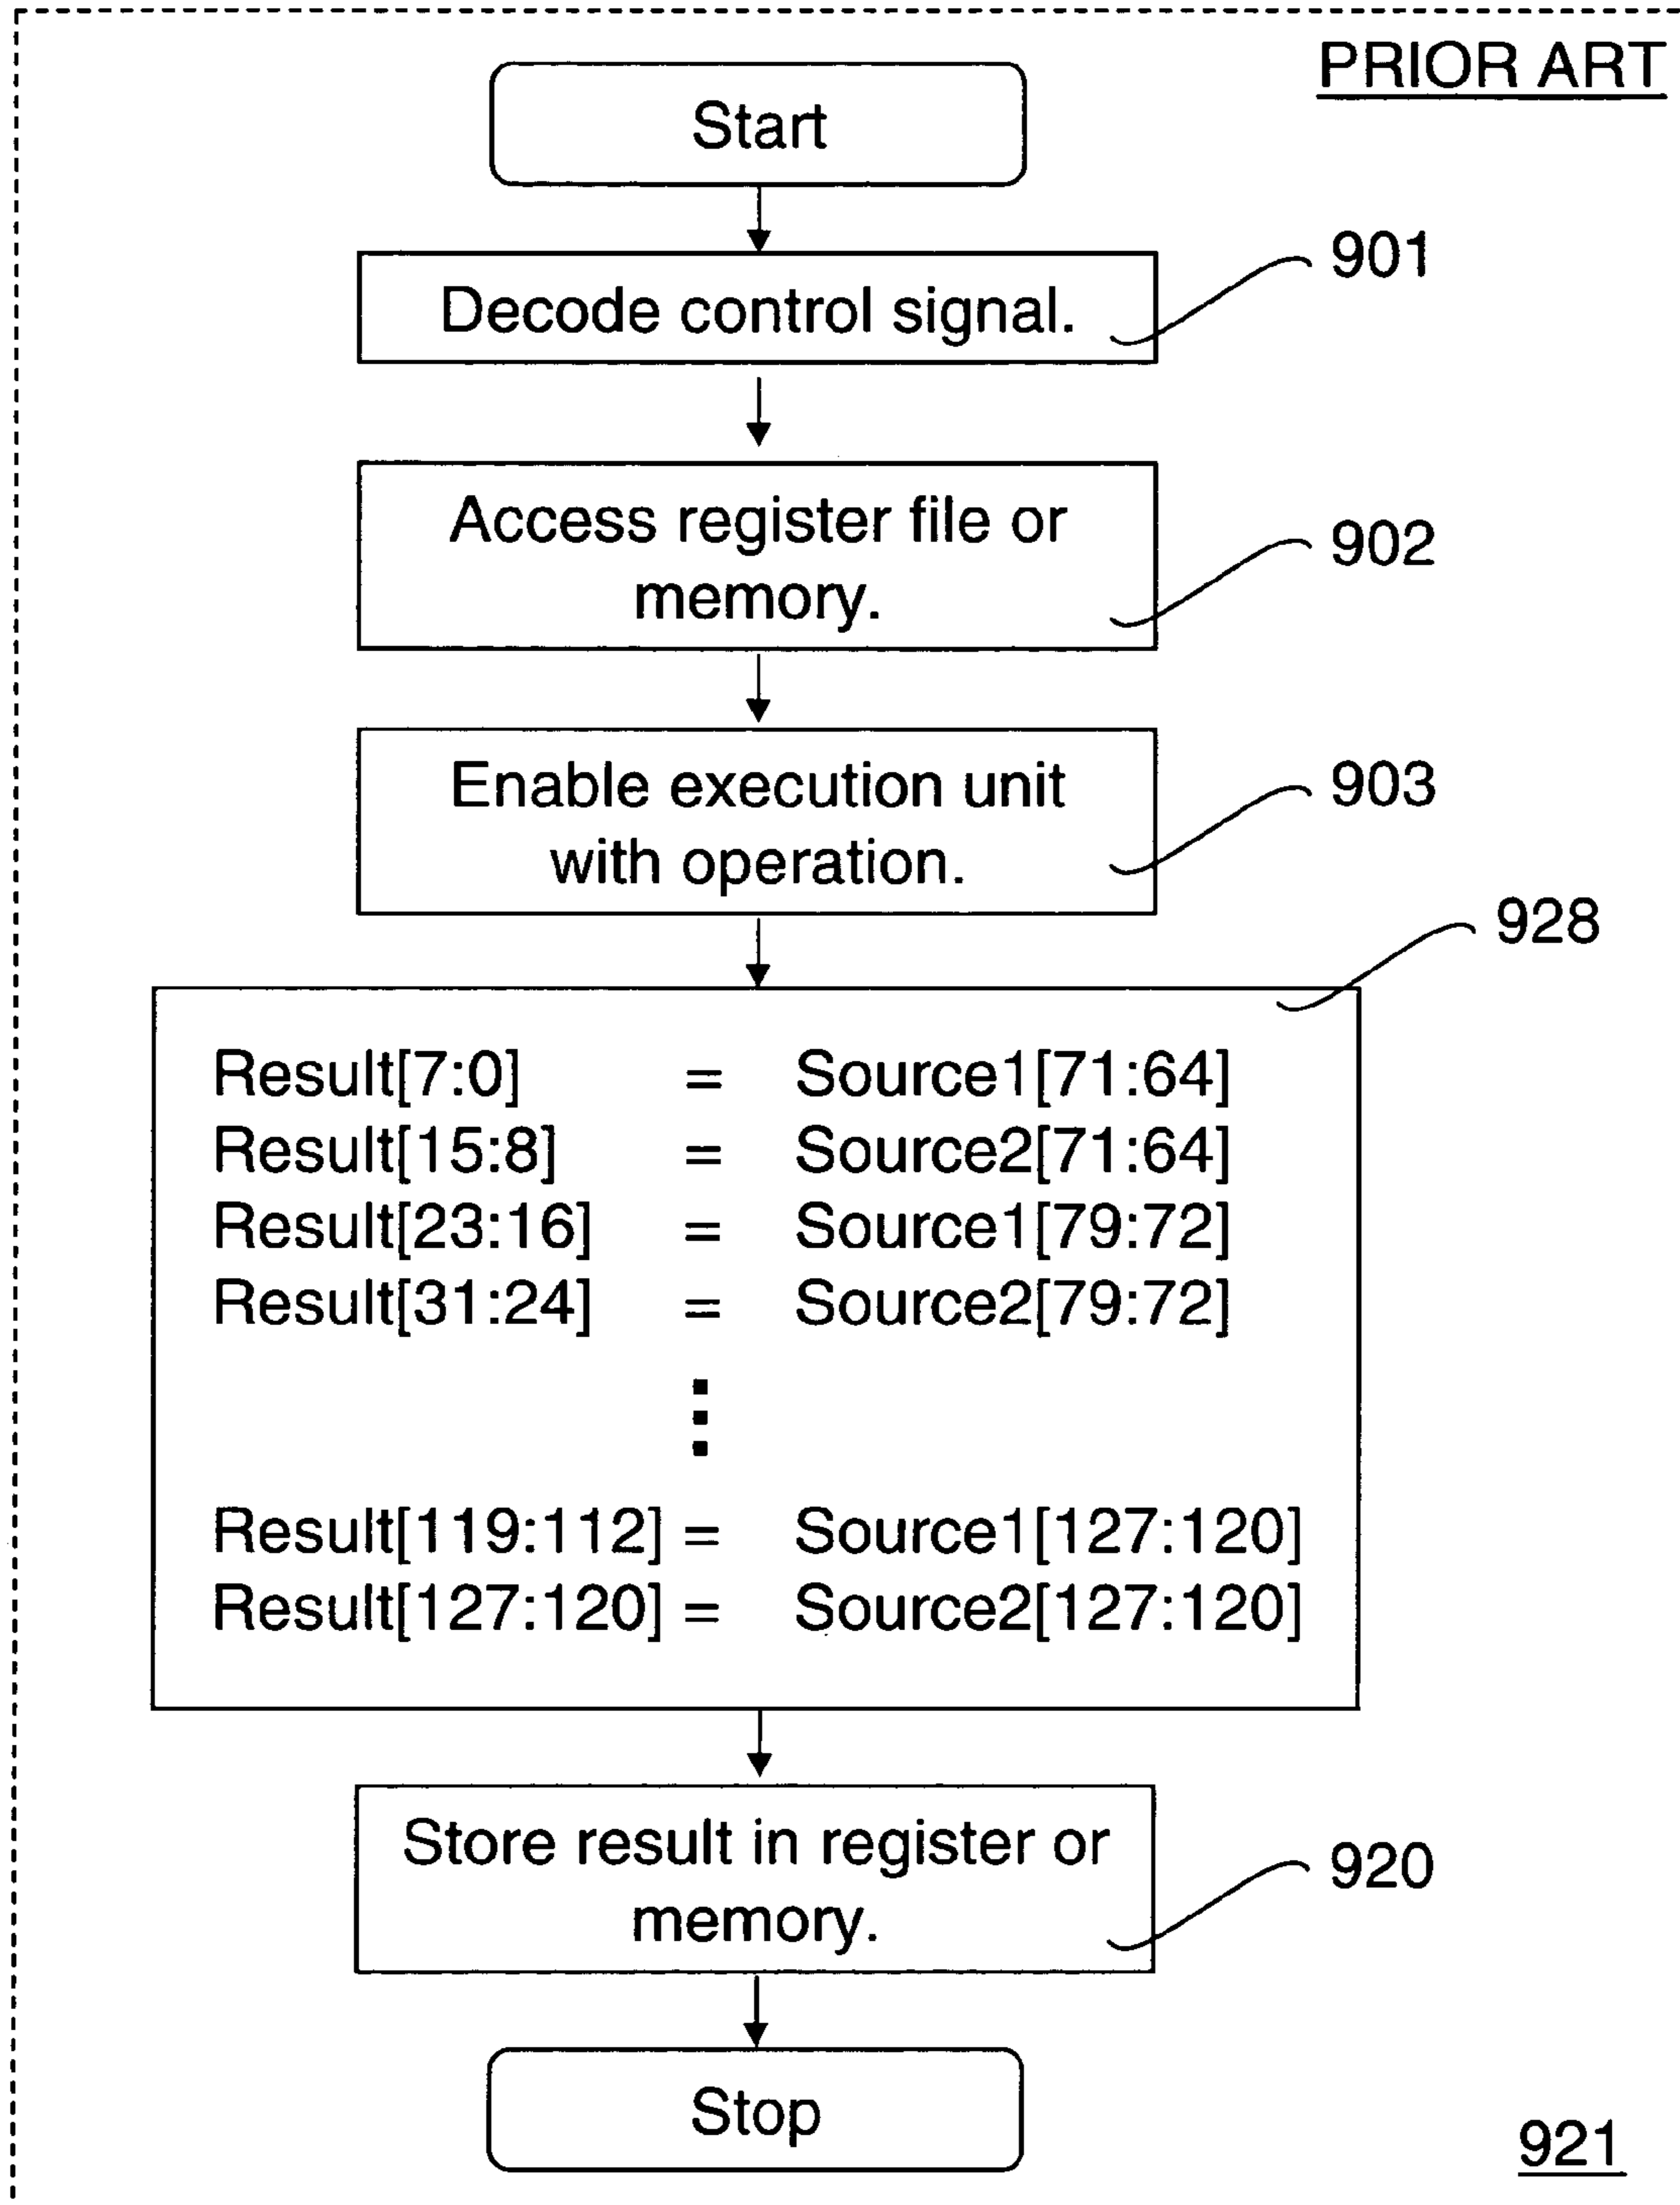 PRIOR ART
Start
Decode control signal.
901
Access register file or
memory.
902
Enable execution unit
with operation.
903
928
Result[7:0] = Source1[71:64]
Result[15:8] = Source2[71:64]
Result[23:16] = Source1[79:72]
Result[31:24] = Source2[79:72]
Result[119:112] = Source1[127:120]
Result[127:120] = Source2[127:120]
Store result in register or
memory.
920
Stop
921